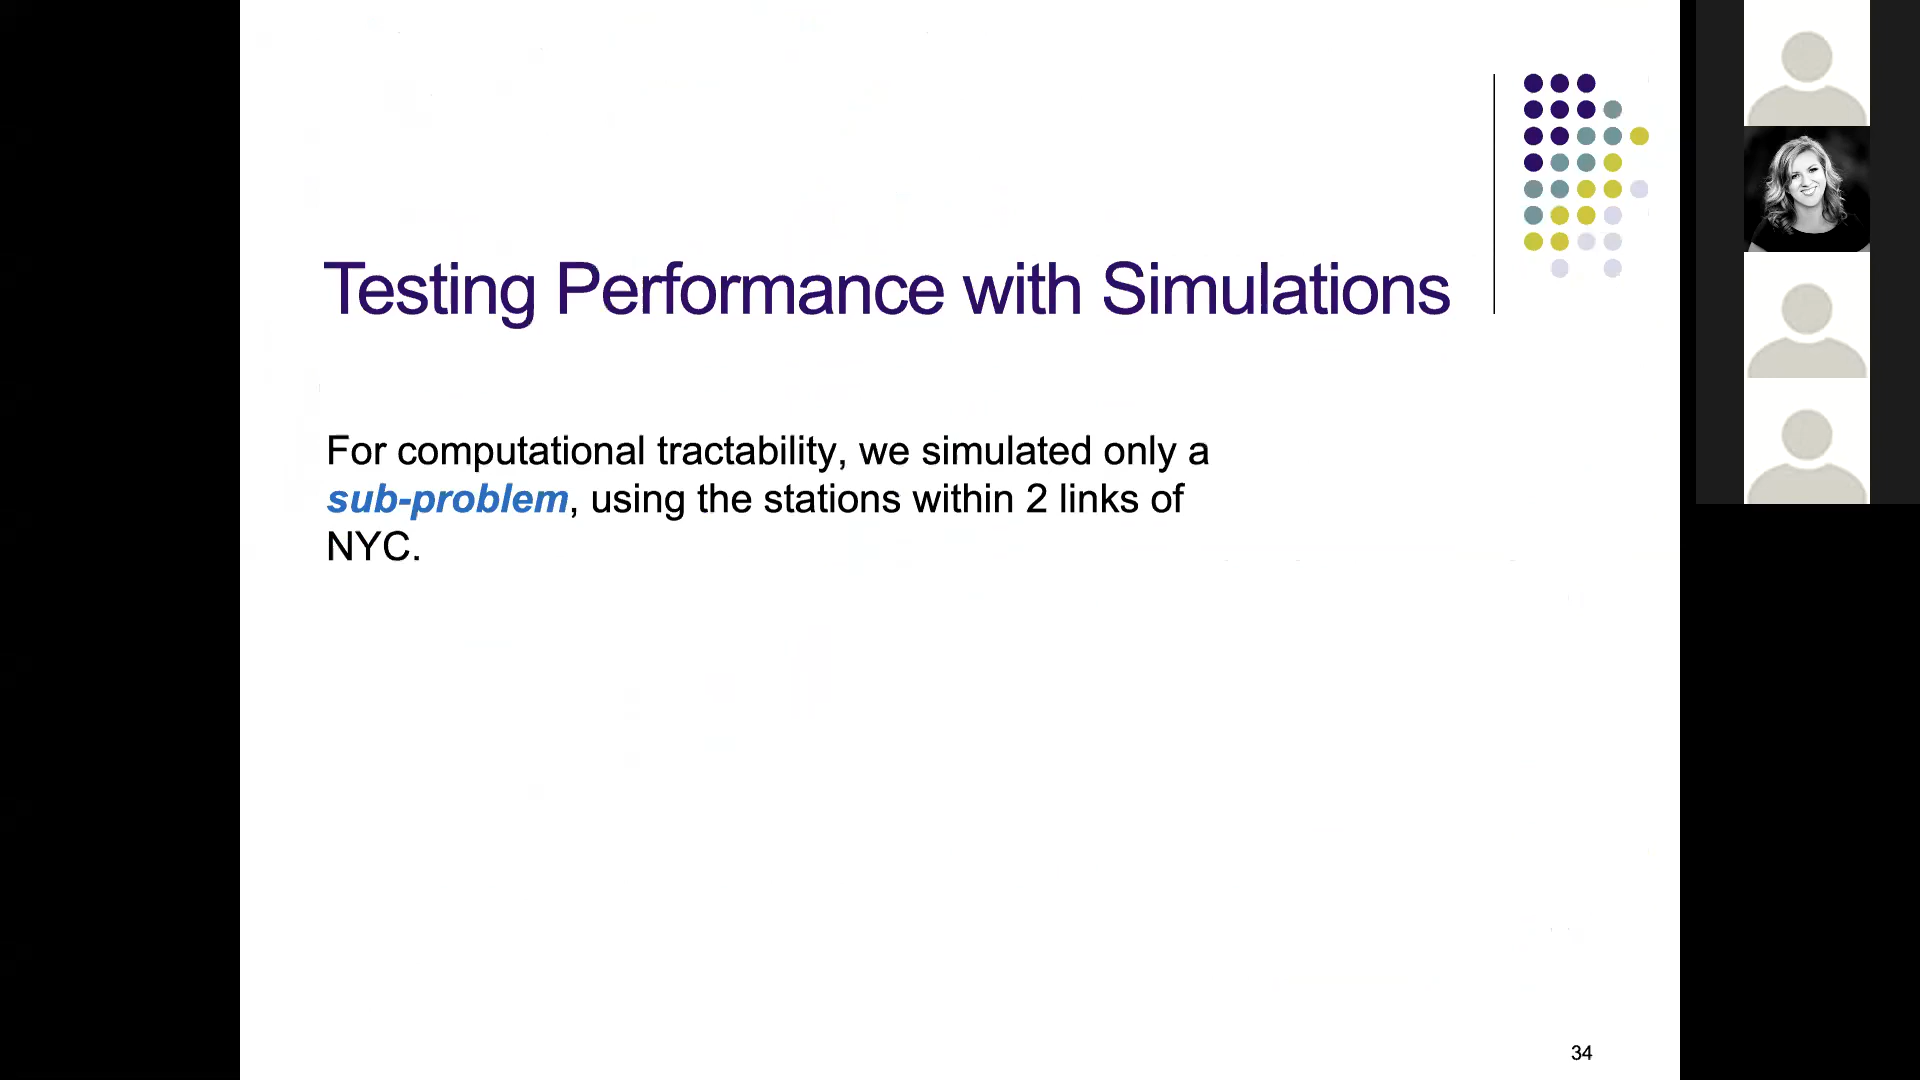 Testing Performance with Simulations
For computational tractability, we simulated only a
sub-problem, using the stations within 2 links of
NYC.
34